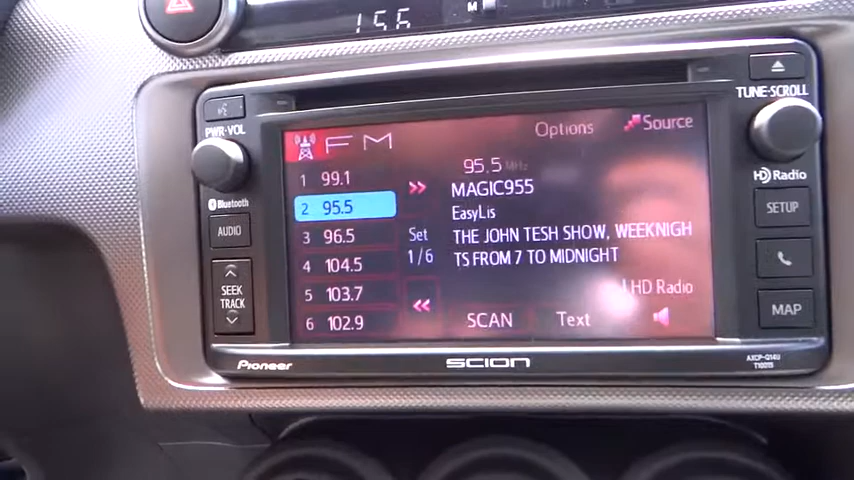 1:56
PWR·VOL
TUNE·SCROLL
FM
Options
Source
1 99.1
2 95.5
3 96.5
4 104.5
5 103.7
6 102.9
Set
1/6
95.5 MHz
MAGIC955
EasyLis
THE JOHN TESH SHOW, WEEKNIGH
TS FROM 7 TO MIDNIGHT
HD Radio
SCAN
Text
Bluetooth
AUDIO
SEEK
TRACK
HD Radio
SETUP
MAP
Pioneer
SCION
AXCP-Q14U
T10015